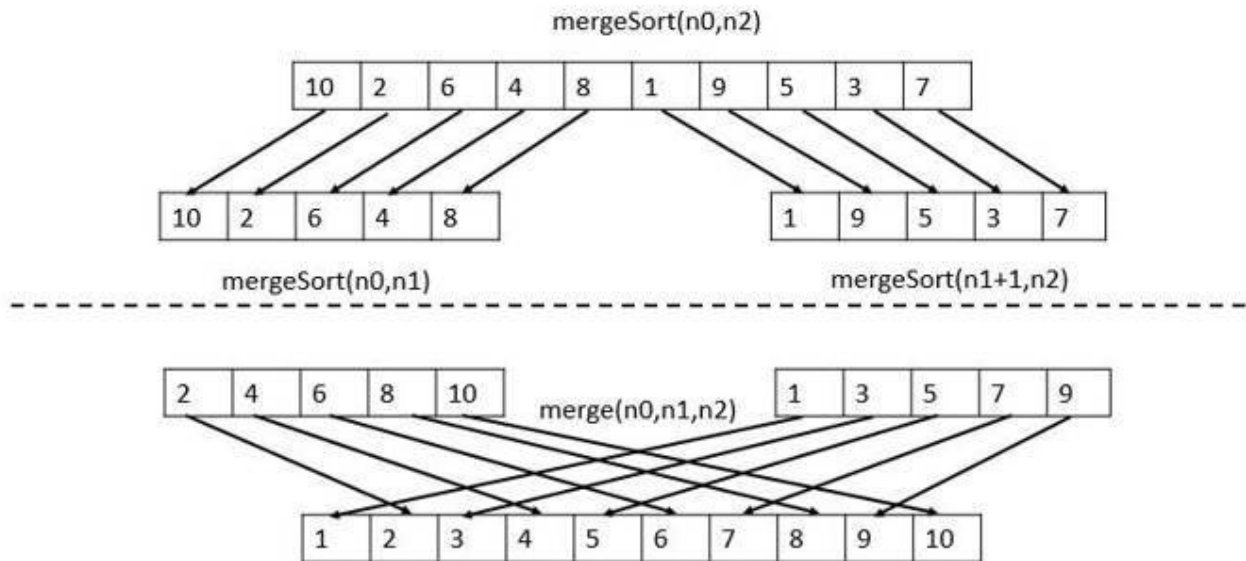 mergeSort(n0,n2)
10 2 6 4 8 1 9 5 3 7
10 2 6 4 8 1 9 5 3 7
mergeSort(n0,n1) mergeSort(n1+1,n2)
2 4 6 8 10 1 3 5 7 9
merge(n0,n1,n2)
1 2 3 4 5 6 7 8 9 10